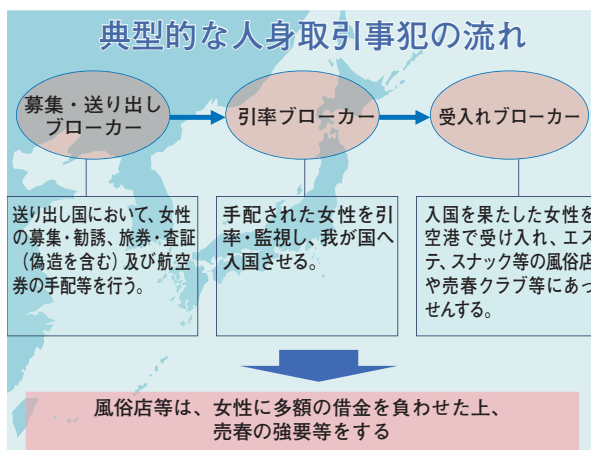 典型的な人身取引事犯の流れ
募集・送り出し
ブローカー
引率ブローカー
受入れブローカー
送り出し国において、女性
の募集・勧誘、旅券・査証
（偽造を含む）及び航空
券の手配等を行う。
手配された女性を引
率・監視し、我が国へ
入国させる。
入国を果たした女性を
空港で受け入れ、エス
テ、スナック等の風俗店
や売春クラブ等にあっ
せんする。
風俗店等は、女性に多額の借金を負わせた上、
売春の強要等をする